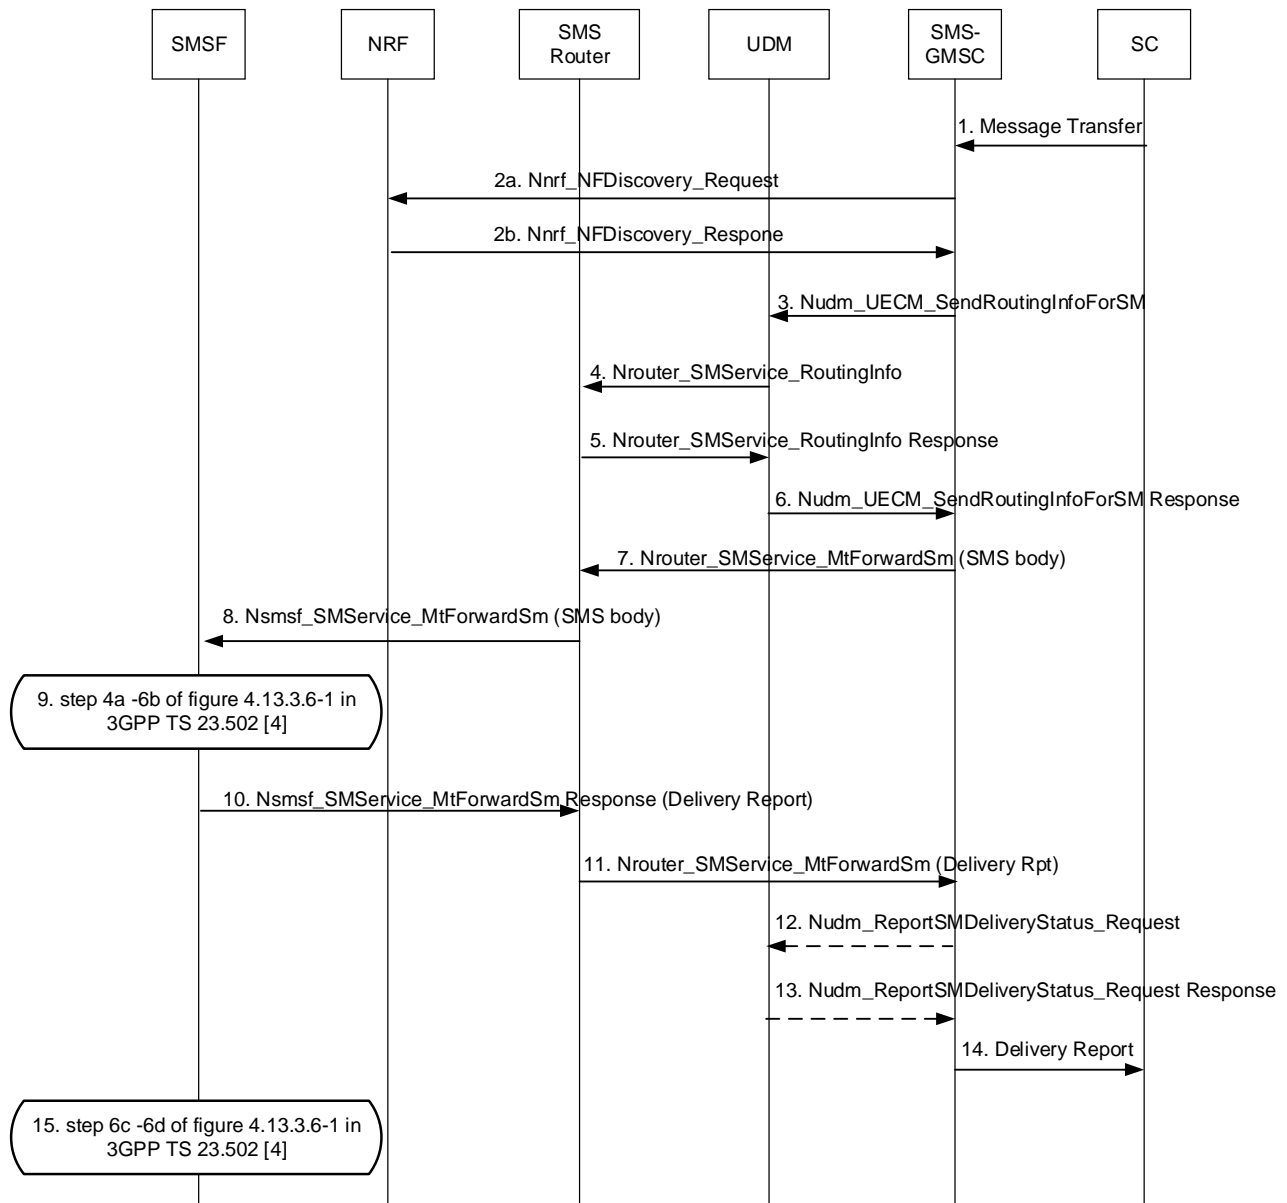 SMSF
NRF
SMS
Router
UDM
SMS-
GMSC
SC
1. Message Transfer
2a. Nnrf_NFDiscovery_Request
2b. Nnrf_NFDiscovery_Respone
3. Nudm_UECM_SendRoutingInfoForSM
4. Nrouter_SMService_RoutingInfo
5. Nrouter_SMService_RoutingInfo Response
6. Nudm_UECM_SendRoutingInfoForSM Response
7. Nrouter_SMService_MtForwardSm (SMS body)
8. Nsmsf_SMService_MtForwardSm (SMS body)
9. step 4a -6b of figure 4.13.3.6-1 in
3GPP TS 23.502 [4]
10. Nsmsf_SMService_MtForwardSm Response (Delivery Report)
11. Nrouter_SMService_MtForwardSm (Delivery Rpt)
12. Nudm_ReportSMDeliveryStatus_Request
13. Nudm_ReportSMDeliveryStatus_Request Response
14. Delivery Report
15. step 6c -6d of figure 4.13.3.6-1 in
3GPP TS 23.502 [4]